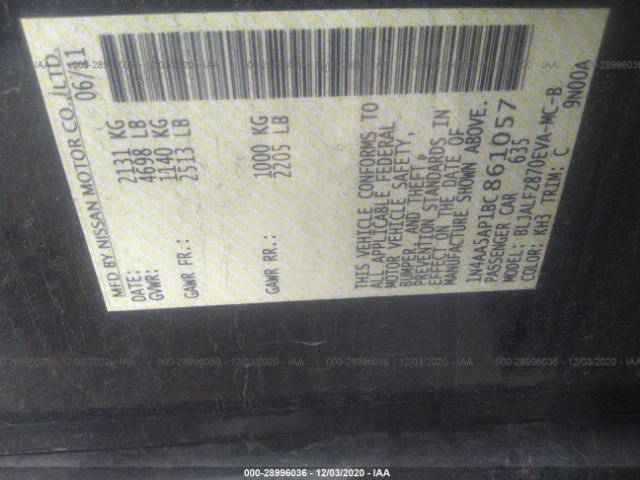 MFD BY NISSAN MOTOR CO.,LTD.
DATE: 06/11
GVWR: 2131 KG
4698 LB
GAWR FR.: 1140 KG
2513 LB
GAWR RR.: 1000 KG
2205 LB
THIS VEHICLE CONFORMS TO
ALL APPLICABLE FEDERAL
MOTOR VEHICLE SAFETY,
BUMPER, AND THEFT
PREVENTION STANDARDS IN
EFFECT ON THE DATE OF
MANUFACTURE SHOWN ABOVE.
1N4AA5AP1BC861057
PASSENGER CAR 635
MODEL: BLJALFZ870EVA-MC-B
COLOR: KH3 TRIM: C 9N00A
000-28996036 - 12/03/2020 - IAA